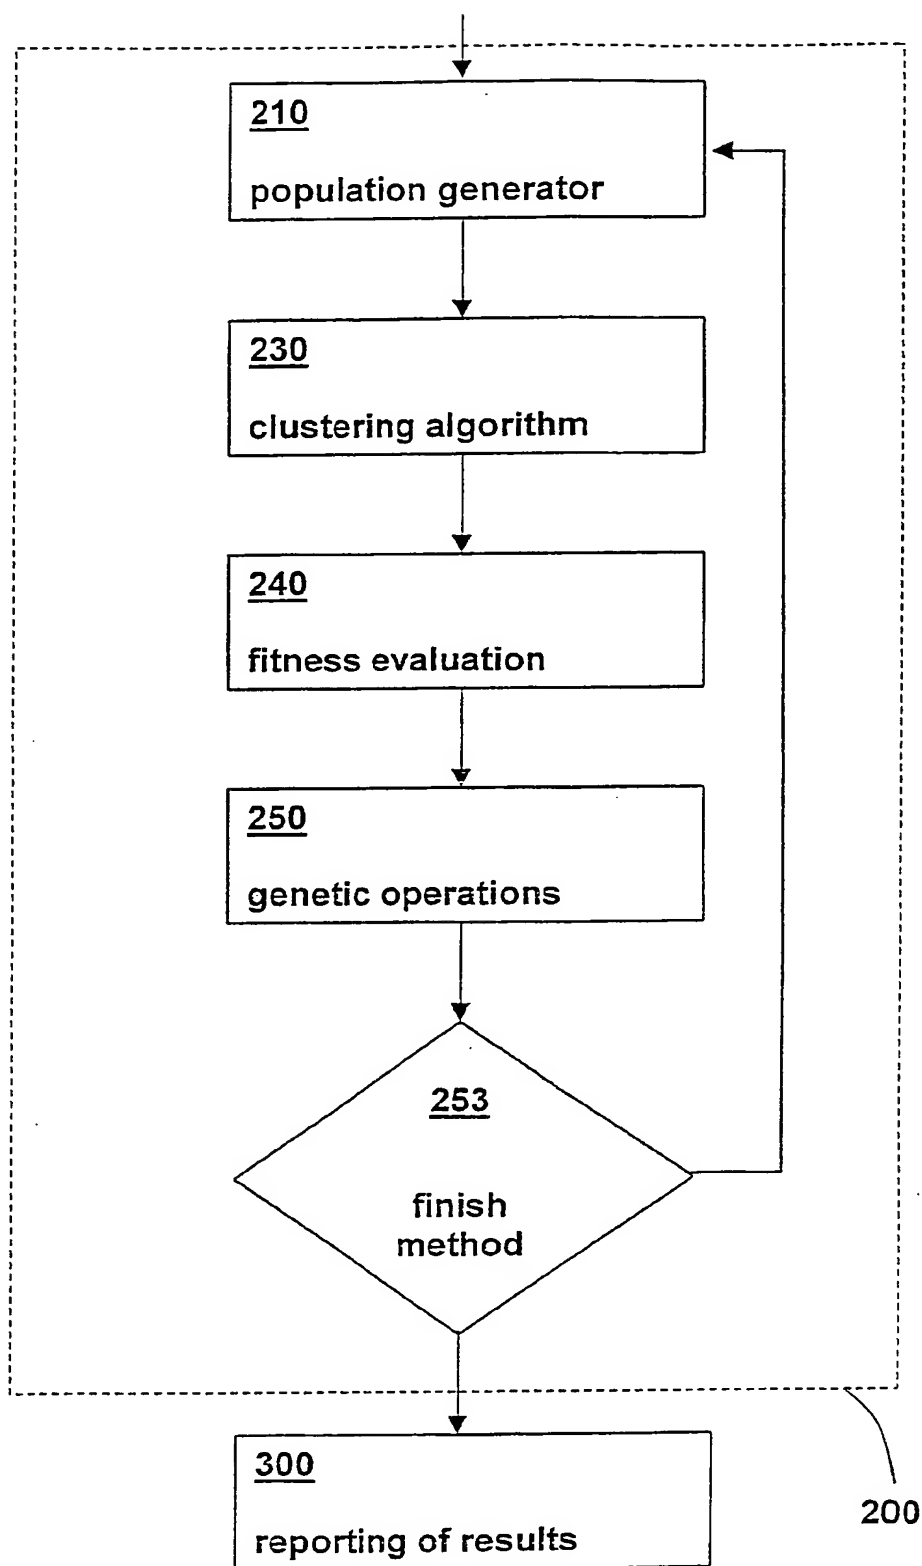 210
population generator
230
clustering algorithm
240
fitness evaluation
250
genetic operations
253
finish
method
300
reporting of results
200